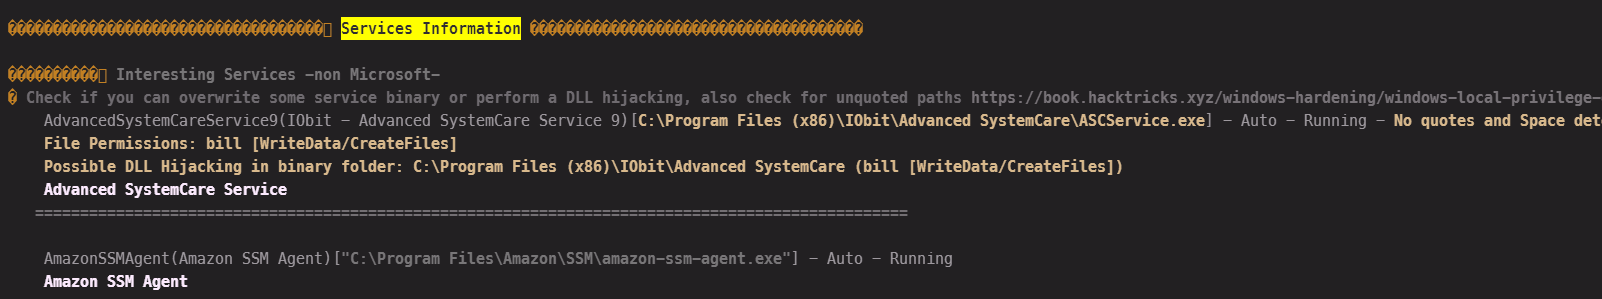 Services Information
Interesting Services -non Microsoft-
Check if you can overwrite some service binary or perform a DLL hijacking, also check for unquoted paths https://book.hacktricks.xyz/windows-hardening/windows-local-privilege-
AdvancedSystemCareService9(IObit - Advanced SystemCare Service 9)[C:\Program Files (x86)\IObit\Advanced SystemCare\ASCService.exe] - Auto - Running - No quotes and Space det
File Permissions: bill [WriteData/CreateFiles]
Possible DLL Hijacking in binary folder: C:\Program Files (x86)\IObit\Advanced SystemCare (bill [WriteData/CreateFiles])
Advanced SystemCare Service
=================================================================================================
AmazonSSMAgent(Amazon SSM Agent)["C:\Program Files\Amazon\SSM\amazon-ssm-agent.exe"] - Auto - Running
Amazon SSM Agent